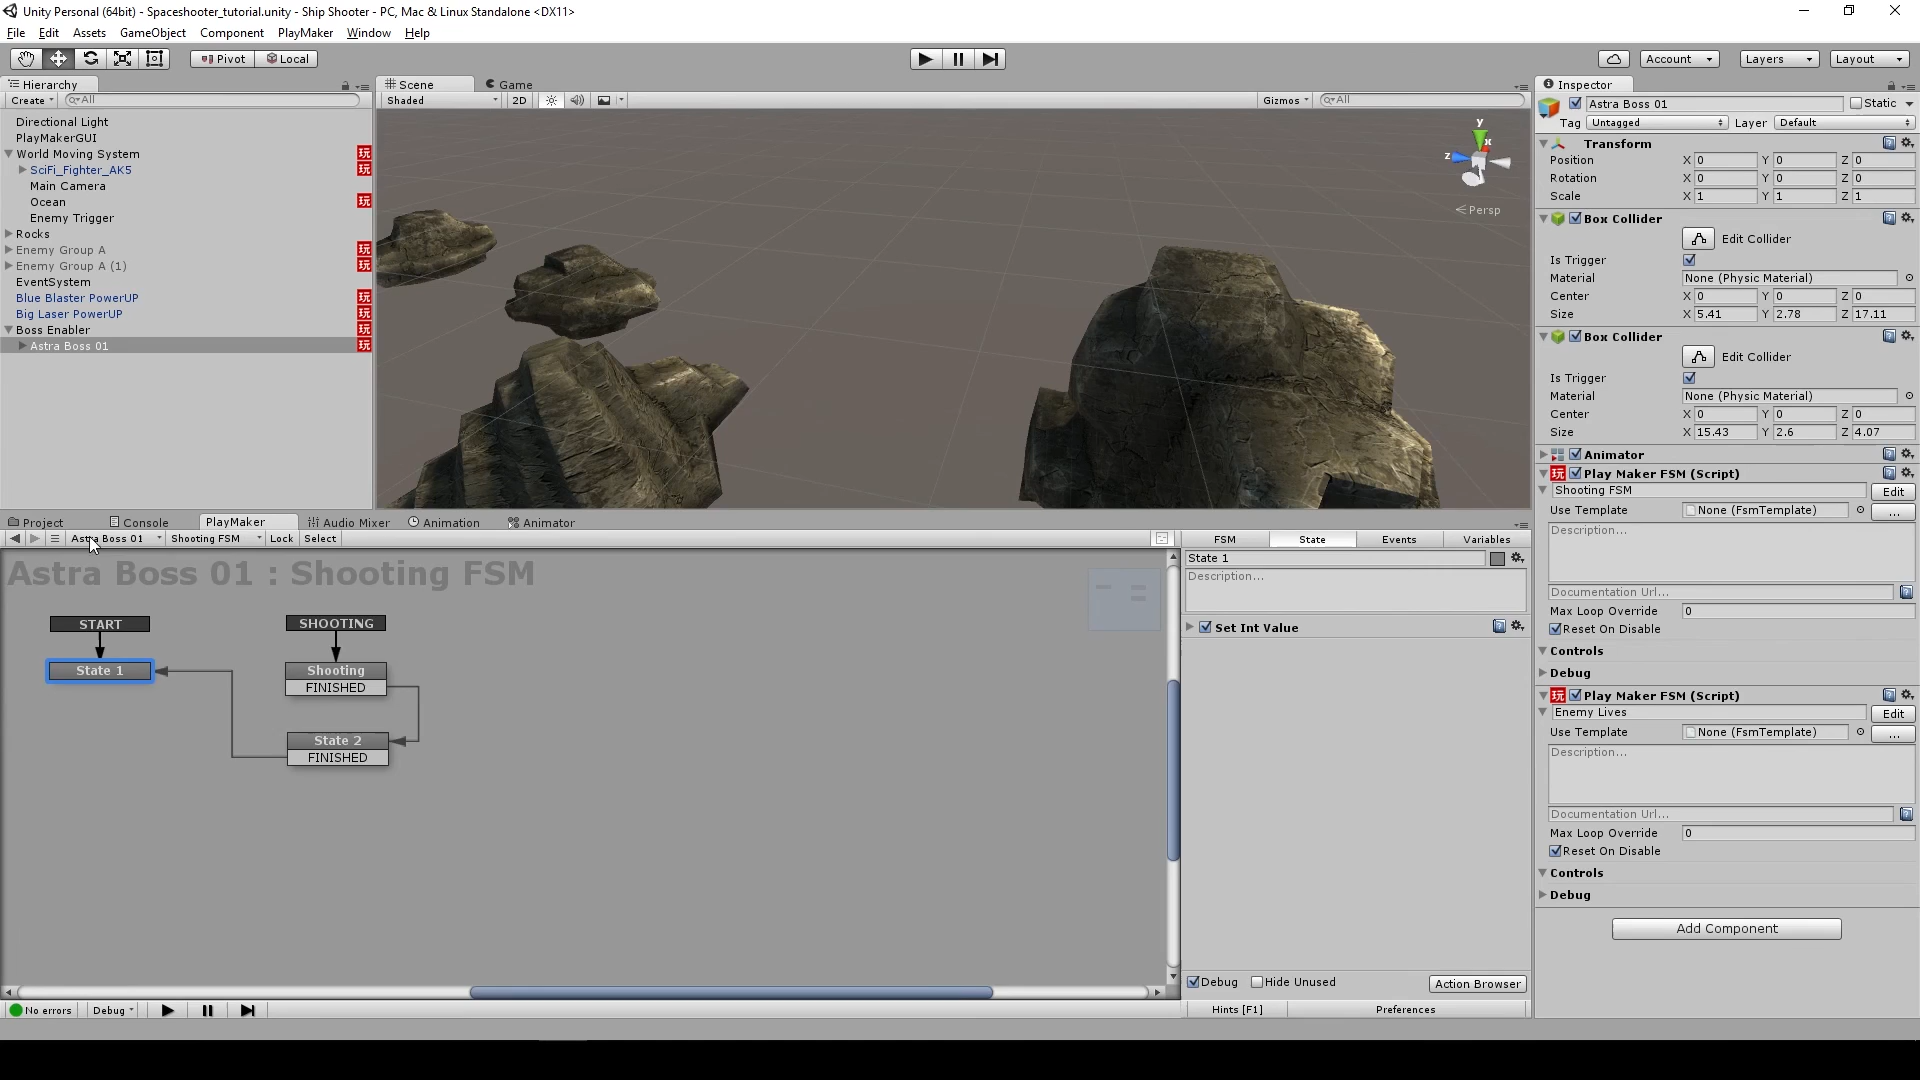 Unity Personal (64bit) - Spaceshooter_tutorial.unity - Ship Shooter - PC, Mac & Linux Standalone <DX11>
File Edit Assets GameObject Component PlayMaker Window Help
Pivot Local Account Layers Layout
Hierarchy
Create All
Directional Light
PlayMakerGUI
World Moving System
SciFi_Fighter_AK5
Main Camera
Ocean
Enemy Trigger
Rocks
Enemy Group A
Enemy Group A (1)
EventSystem
Blue Blaster PowerUP
Big Laser PowerUP
Boss Enabler
Astra Boss 01
Scene Game
Shaded 2D Gizmos All
y
x
z
Persp
Inspector
Astra Boss 01 Static
Tag Untagged Layer Default
Transform
Position X 0 Y 0 Z 0
Rotation X 0 Y 0 Z 0
Scale X 1 Y 1 Z 1
Box Collider
Edit Collider
Is Trigger
Material None (Physic Material)
Center X 0 Y 0 Z 0
Size X 5.41 Y 2.78 Z 17.11
Box Collider
Edit Collider
Is Trigger
Material None (Physic Material)
Center X 0 Y 0 Z 0
Size X 15.43 Y 2.6 Z 4.07
Animator
玩 Play Maker FSM (Script)
Shooting FSM Edit
Use Template None (FsmTemplate) ...
Description...
Documentation Url...
Max Loop Override 0
Reset On Disable
Controls
Debug
玩 Play Maker FSM (Script)
Enemy Lives Edit
Use Template None (FsmTemplate) ...
Description...
Documentation Url...
Max Loop Override 0
Reset On Disable
Controls
Debug
Add Component
Project Console PlayMaker Audio Mixer Animation Animator
Astra Boss 01 Shooting FSM Lock Select
Astra Boss 01 : Shooting FSM
START
State 1
SHOOTING
Shooting
FINISHED
State 2
FINISHED
FSM State Events Variables
State 1
Description...
Set Int Value
Debug Hide Unused Action Browser
Hints [F1] Preferences
No errors Debug